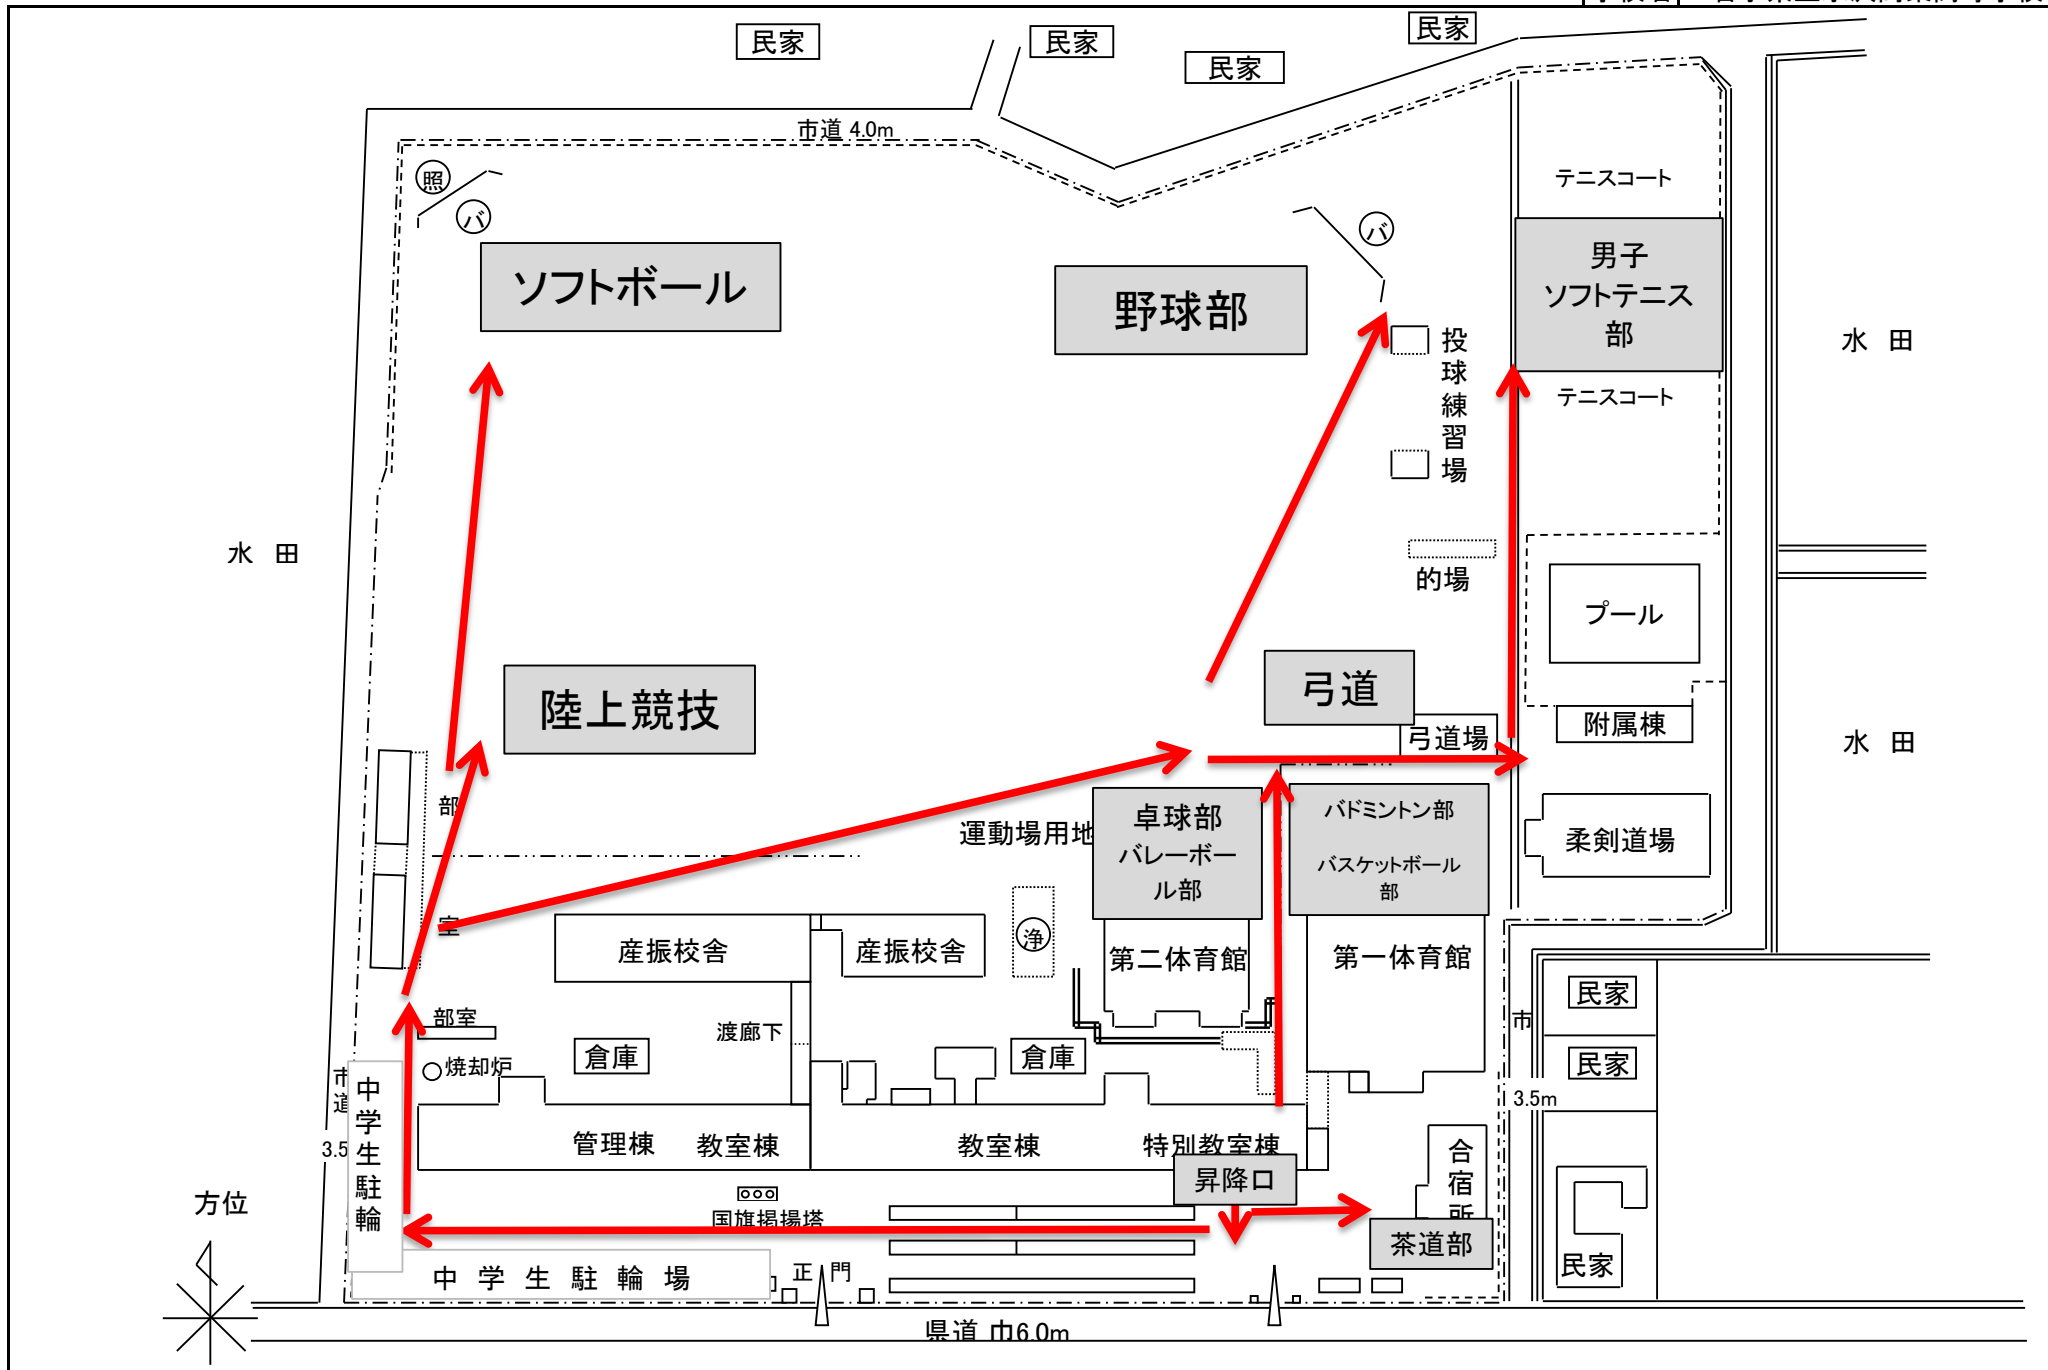 民家
民家
民家
民家
市道 4.0m
照
バ
バ
テニスコート
ソフトボール
野球部
男子
ソフトテニス
部
投球練習場
水 田
テニスコート
水 田
的場
プール
弓道
陸上競技
弓道場
附属棟
水 田
部室
運動場用地
卓球部
バレーボー
ル部
バドミントン部
バスケットボール
部
柔剣道場
産振校舎
産振校舎
浄
第二体育館
第一体育館
民家
部室
渡廊下
倉庫
倉庫
市
焼却炉
民家
市道
3.5
中学生駐輪
3.5m
管理棟
教室棟
教室棟
特別教室棟
合宿所
昇降口
方位
国旗掲揚塔
茶道部
民家
中学生駐輪場
正 門
県道 巾6.0m